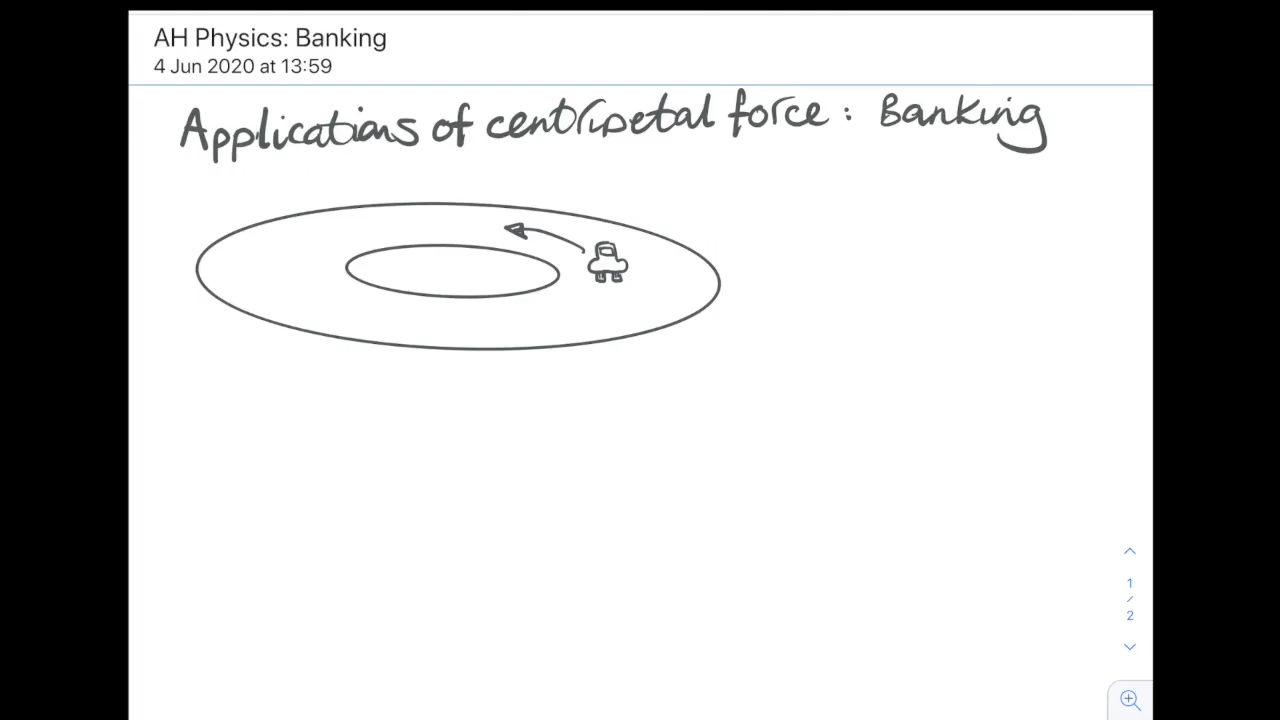 AH Physics: Banking
4 Jun 2020 at 13:59
Applications of centripetal force: Banking
1
/
2